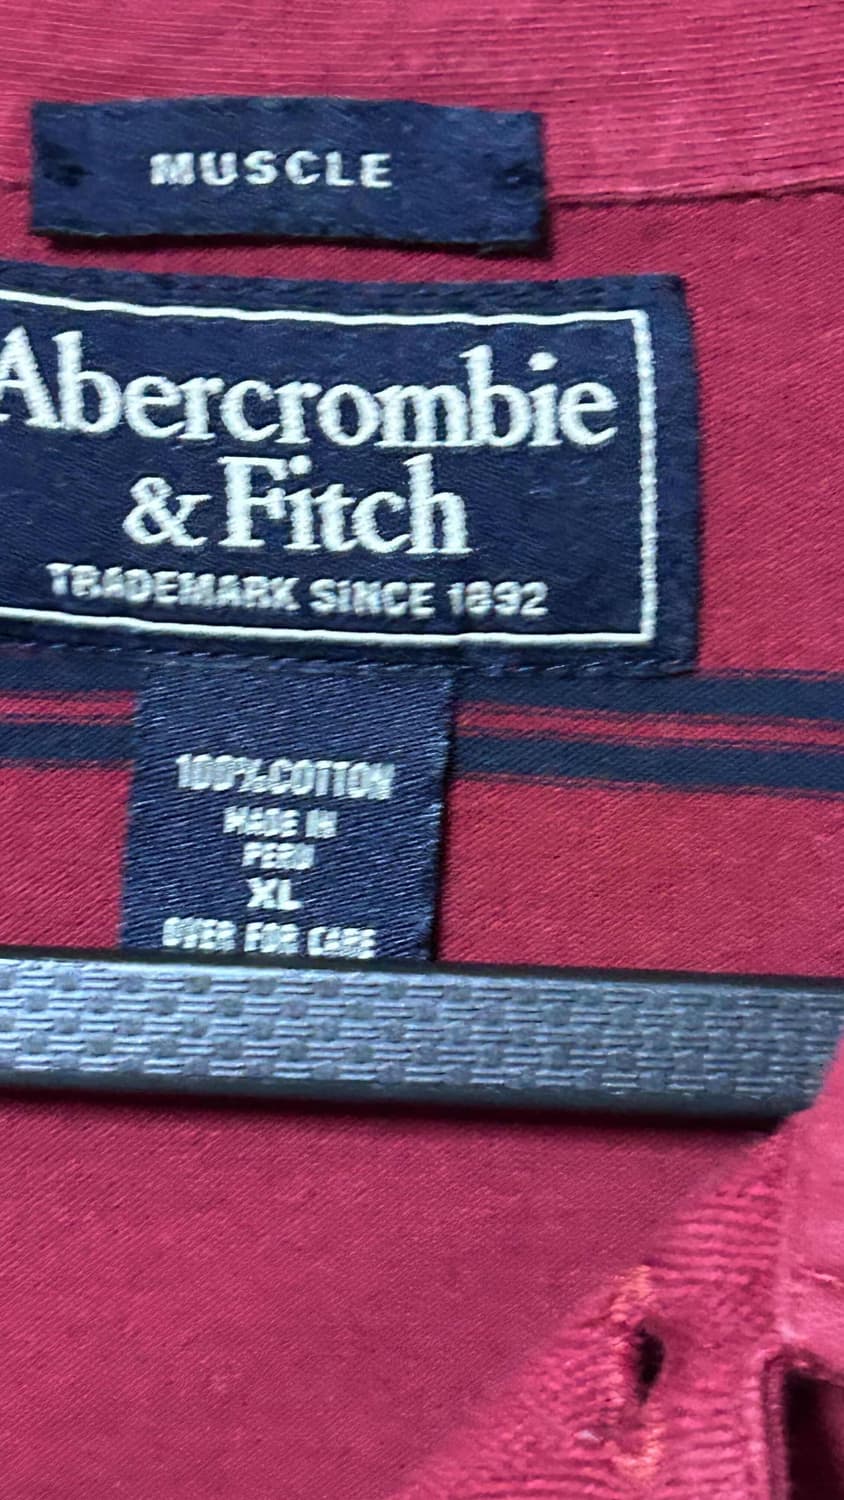 MUSCLE
Abercrombie
& Fitch
TRADEMARK SINCE 1892
100% COTTON
MADE IN
PERU
XL
OVER FOR CARE